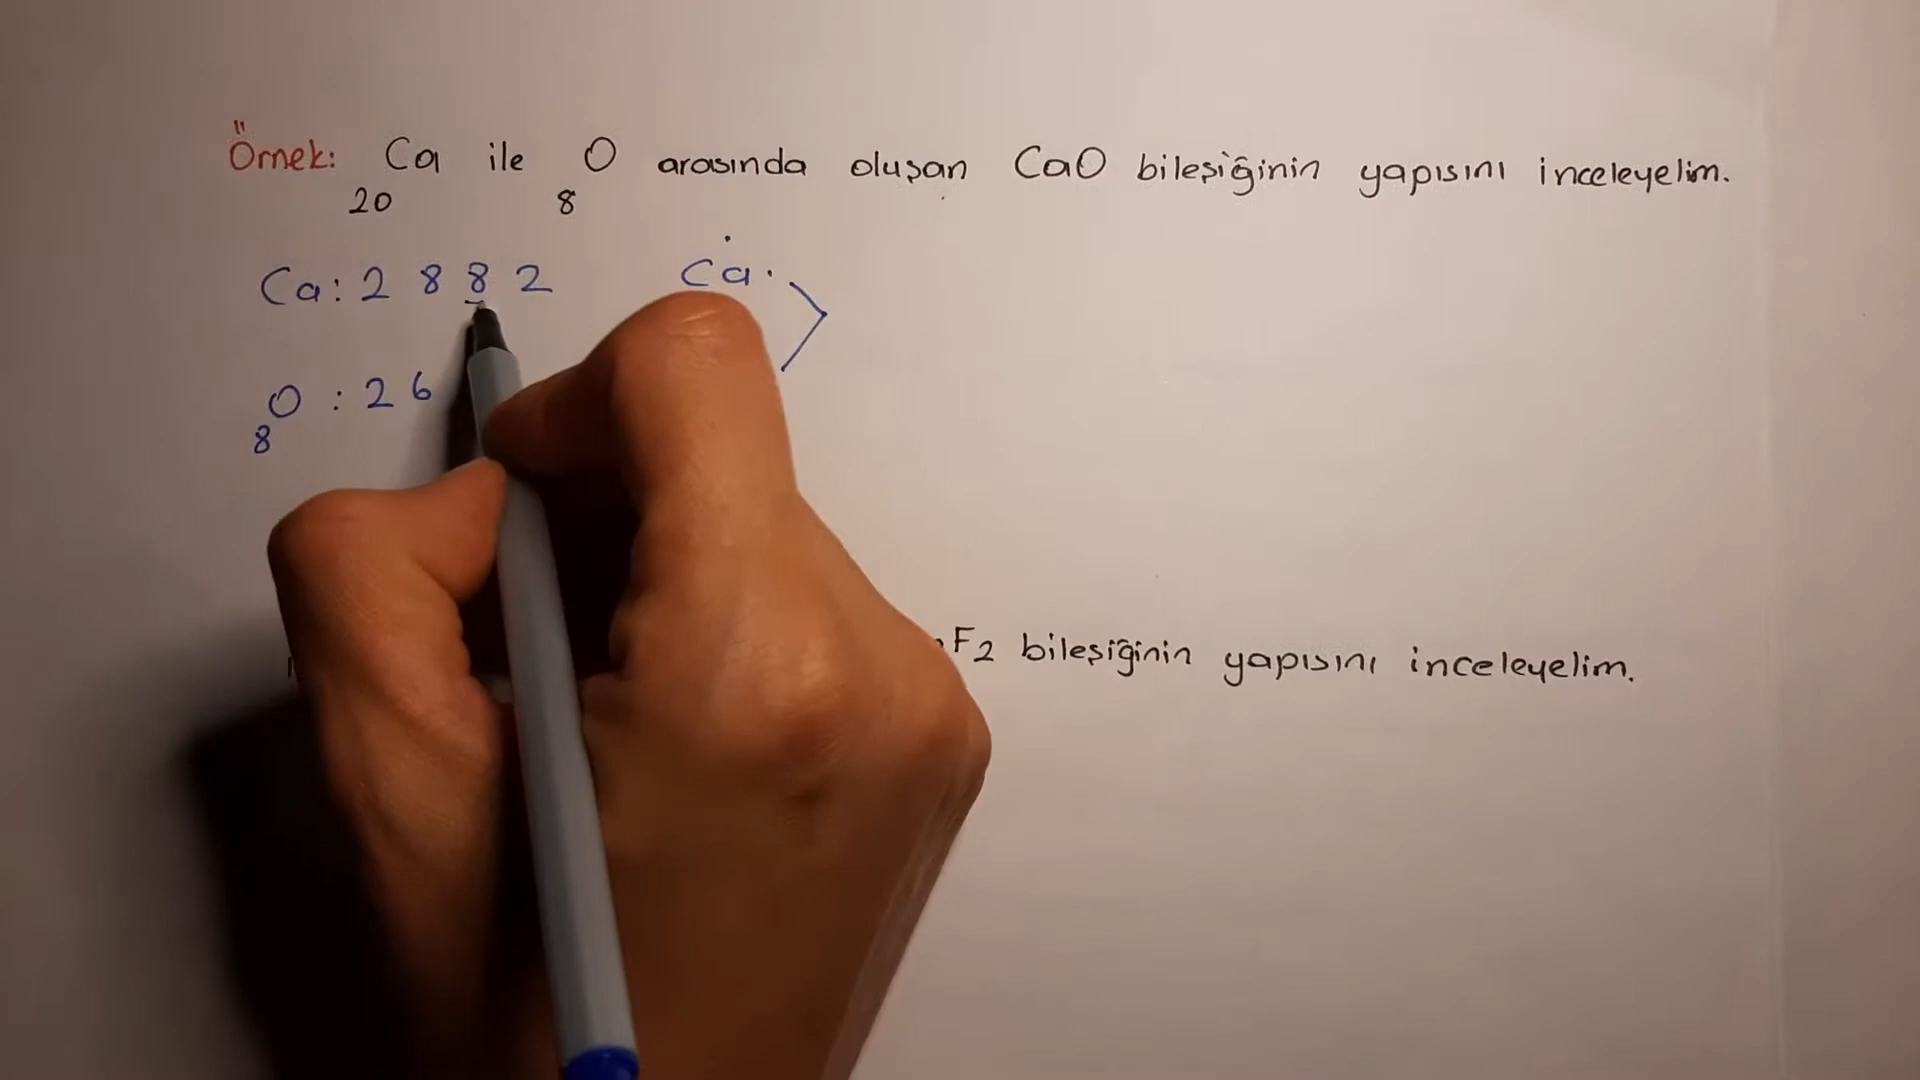 Örnek: Ca ile O arasında oluşan CaO bileşiğinin yapısını inceleyelim.
20 8
Ca: 2 8 8 2 Ca
O : 2 6
8
F2 bileşiğinin yapısını inceleyelim.